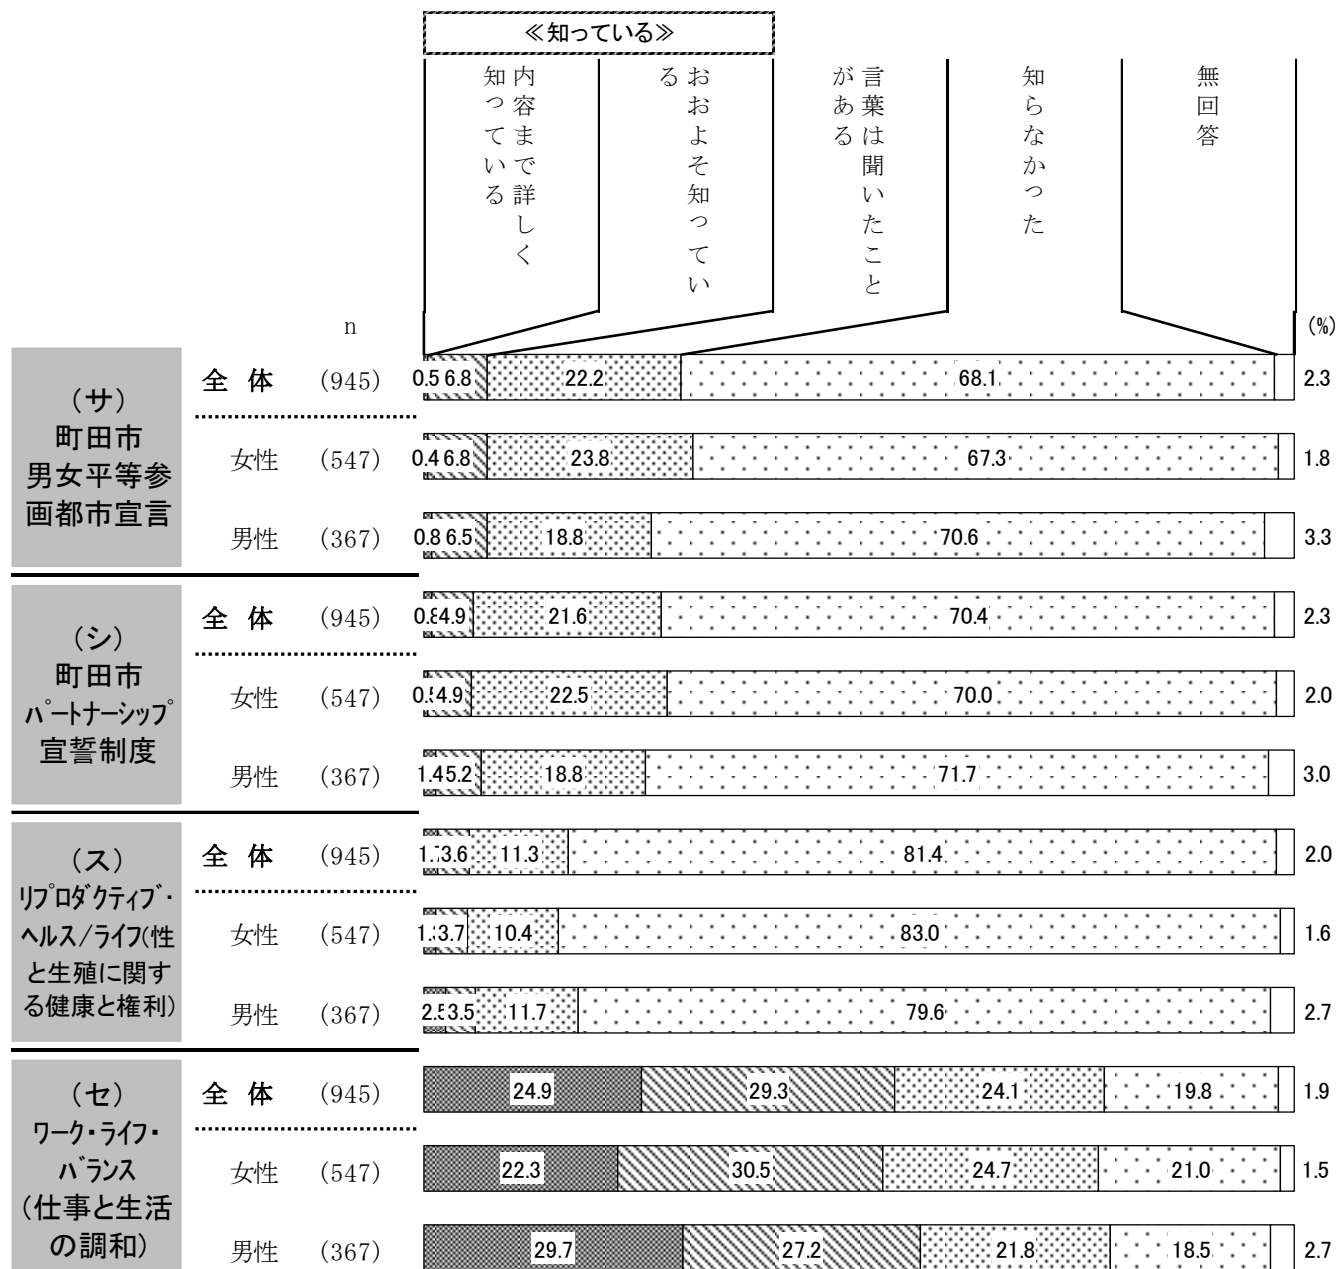 ≪知っている≫
内容まで詳しく
知っている
おおよそ知ってい
る
言葉は聞いたこと
がある
知らなかった
無回答
n
(%)
(サ)
町田市
男女平等参
画都市宣言
全 体 (945) 0.5 6.8 22.2 68.1 2.3
女性 (547) 0.4 6.8 23.8 67.3 1.8
男性 (367) 0.8 6.5 18.8 70.6 3.3
(シ)
町田市
パートナーシップ
宣誓制度
全 体 (945) 4.9 21.6 70.4 2.3
女性 (547) 4.9 22.5 70.0 2.0
男性 (367) 1.4 5.2 18.8 71.7 3.0
(ス)
リプロダクティブ・
ヘルス/ライフ(性
と生殖に関す
る健康と権利)
全 体 (945) 3.6 11.3 81.4 2.0
女性 (547) 3.7 10.4 83.0 1.6
男性 (367) 3.5 11.7 79.6 2.7
(セ)
ワーク・ライフ・
バランス
(仕事と生活
の調和)
全 体 (945) 24.9 29.3 24.1 19.8 1.9
女性 (547) 22.3 30.5 24.7 21.0 1.5
男性 (367) 29.7 27.2 21.8 18.5 2.7